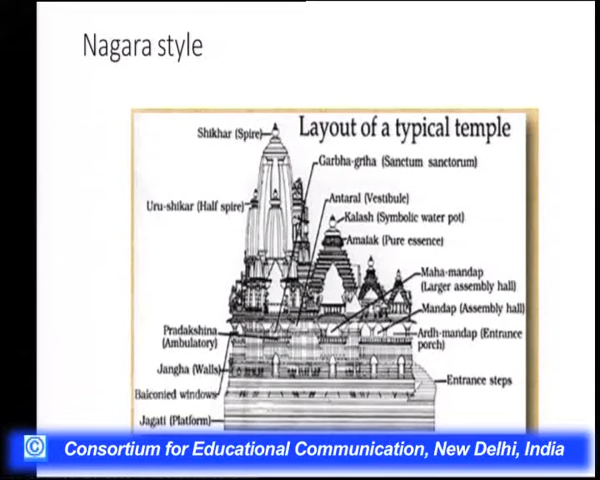 Nagara style
Layout of a typical temple
Shikhar (Spire)
Garbha-griha (Sanctum sanctorum)
Uru-shikar (Half spire)
Antaral (Vestibule)
Kalash (Symbolic water pot)
Amalak (Pure essence)
Maha-mandap
(Larger assembly hall)
Mandap (Assembly hall)
Ardh-mandap (Entrance
porch)
Pradakshina
(Ambulatory)
Jangha (Walls)
Balconied windows
Entrance steps
Jagati (Platform)
© Consortium for Educational Communication, New Delhi, India